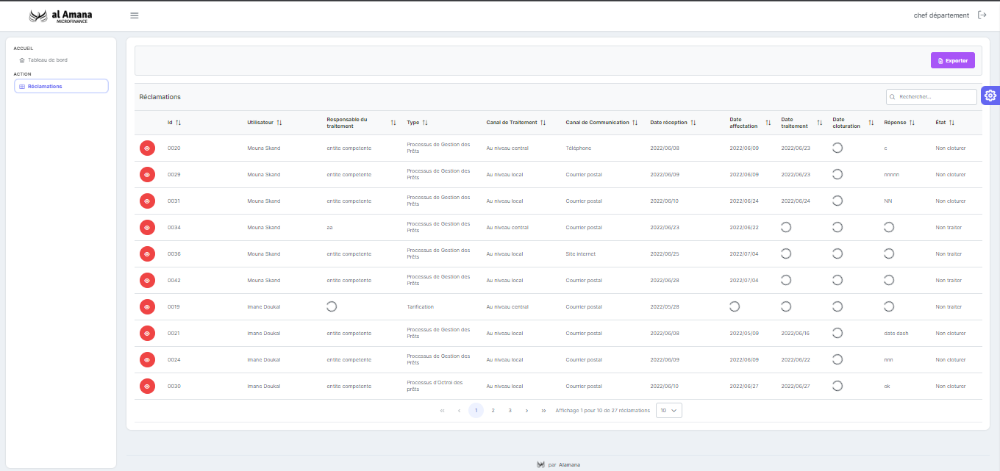 al Amana
MICROFINANCE
chef département
ACCUEIL
Tableau de bord
ACTION
Réclamations
Exporter
Réclamations
Rechercher...
Id Utilisateur Responsable du traitement Type Canal de Traitement Canal de Communication Date réception Date affectation Date traitement Date cloturation Réponse État
0020 Mouna Skand entite competente Processus de Gestion des Prêts Au niveau central Téléphone 2022/06/08 2022/06/09 2022/06/23 c Non cloturer
0029 Mouna Skand entite competente Processus de Gestion des Prêts Au niveau local Courrier postal 2022/06/09 2022/06/09 2022/06/23 nnnnn Non cloturer
0031 Mouna Skand entite competente Processus de Gestion des Prêts Au niveau local Courrier postal 2022/06/10 2022/06/24 2022/06/24 NN Non cloturer
0034 Mouna Skand aa Processus de Gestion des Prêts Au niveau central Courrier postal 2022/06/23 2022/06/22 Non traiter
0036 Mouna Skand entite competente Processus de Gestion des Prêts Au niveau local Site internet 2022/06/25 2022/07/04 Non traiter
0042 Mouna Skand entite competente Processus de Gestion des Prêts Au niveau local Courrier postal 2022/06/28 2022/07/04 Non traiter
0019 Imane Doukal Tarification Au niveau central Courrier postal 2022/05/28 Non traiter
0021 Imane Doukal entite competente Processus de Gestion des Prêts Au niveau local Courrier postal 2022/06/08 2022/05/09 2022/06/16 date dash Non cloturer
0024 Imane Doukal entite competente Processus de Gestion des Prêts Au niveau local Courrier postal 2022/06/09 2022/06/09 2022/06/22 nnn Non cloturer
0030 Imane Doukal entite competente Processus d'Octroi des prêts Au niveau local Courrier postal 2022/06/10 2022/06/27 2022/06/27 ok Non cloturer
« ‹ 1 2 3 › » Affichage 1 pour 10 de 27 réclamations 10
par Alamana